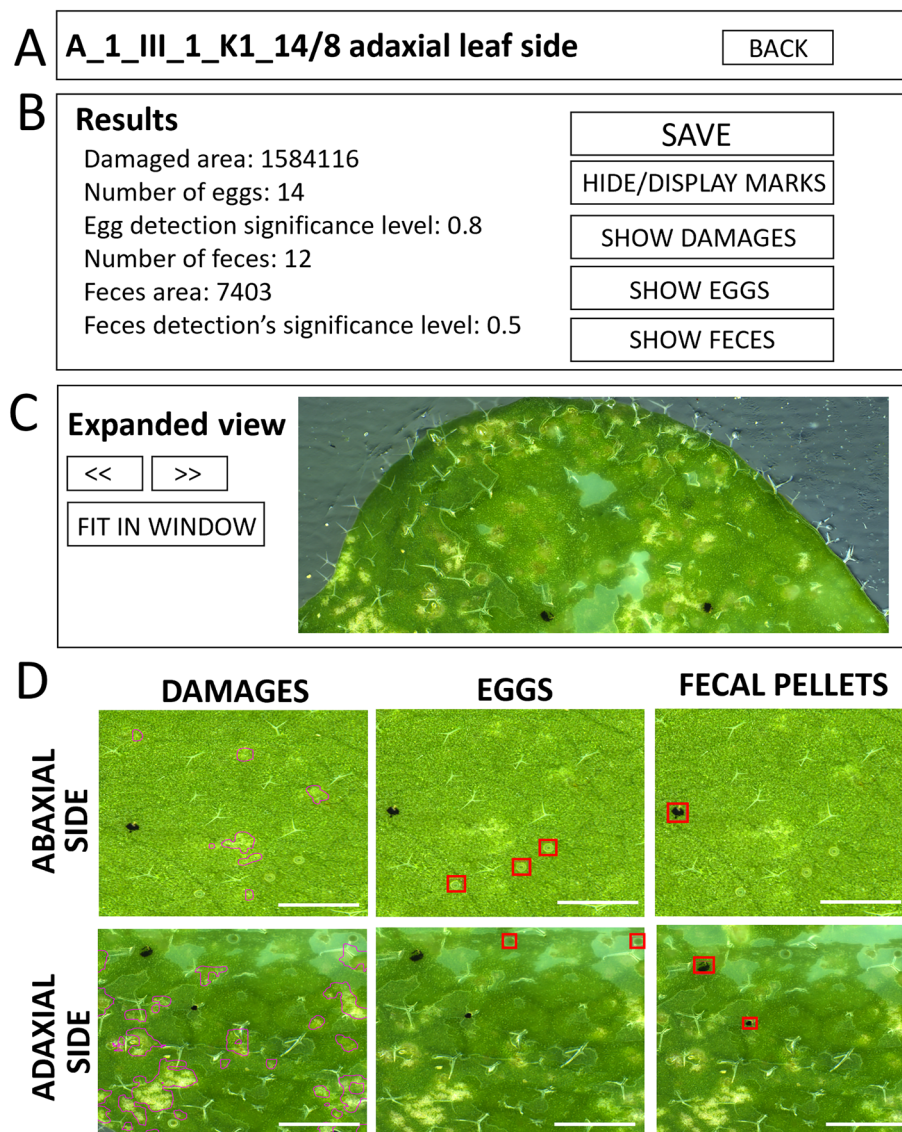 A
A_1_III_1_K1_14/8 adaxial leaf side
BACK
B
Results
Damaged area: 1584116
Number of eggs: 14
Egg detection significance level: 0.8
Number of feces: 12
Feces area: 7403
Feces detection’s significance level: 0.5
SAVE
HIDE/DISPLAY MARKS
SHOW DAMAGES
SHOW EGGS
SHOW FECES
C
Expanded view
<< >>
FIT IN WINDOW
D
DAMAGES EGGS FECAL PELLETS
ABAXIAL
SIDE
ADAXIAL
SIDE